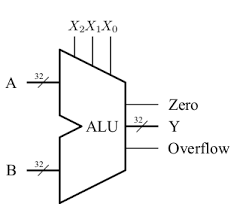 X₂X₁X₀
A 32
Zero
ALU 32 Y
Overflow
B 32